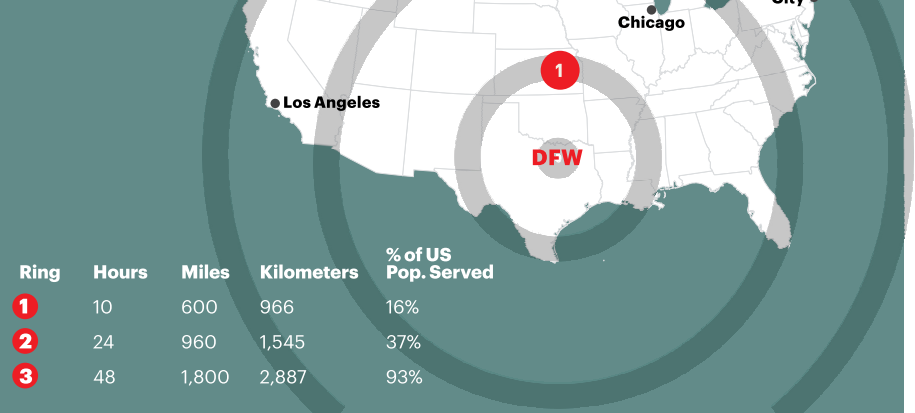 City
Chicago
1
Los Angeles
DFW
Ring Hours Miles Kilometers % of US Pop. Served
1 10 600 966 16%
2 24 960 1,545 37%
3 48 1,800 2,887 93%